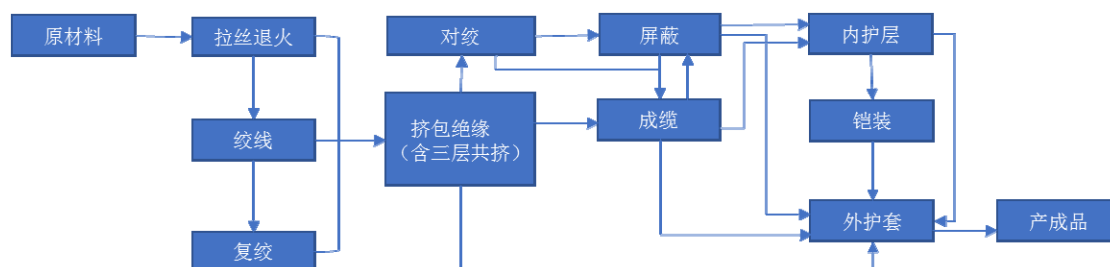 原材料
拉丝退火
对绞
屏蔽
内护层
绞线
挤包绝缘
（含三层共挤）
成缆
铠装
复绞
外护套
产成品